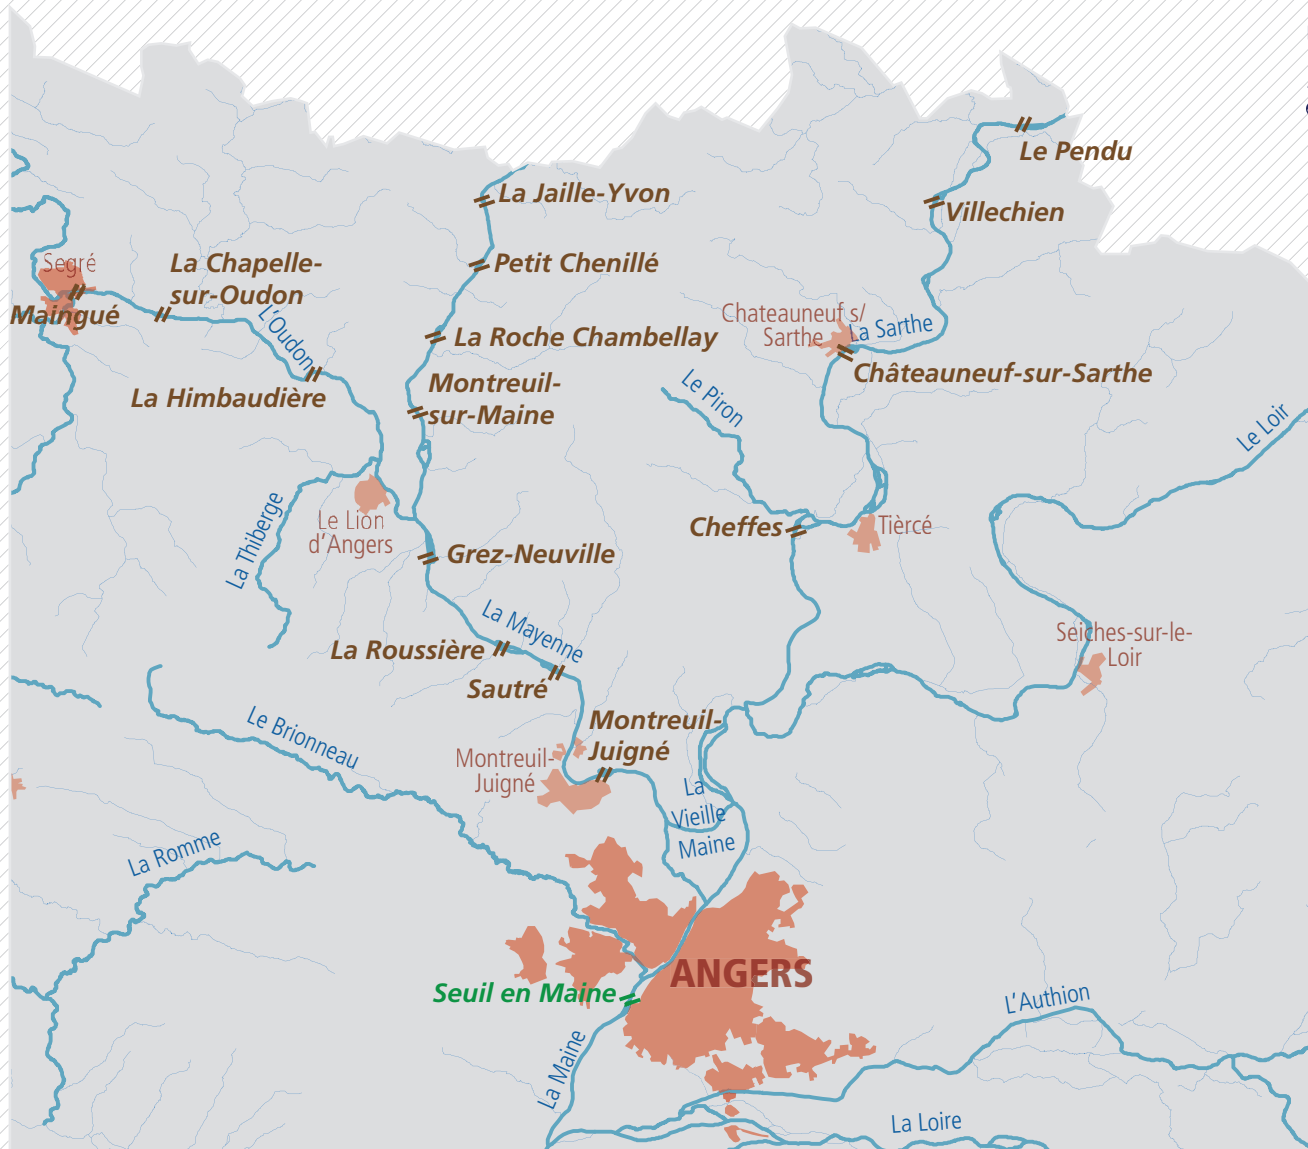 Le Pendu
La Jaille-Yvon
Villechien
Segré
La Chapelle-
sur-Oudon
Petit Chenillé
Maingué
L'Oudon
Chateauneuf s/
Sarthe
La Sarthe
La Roche Chambellay
Châteauneuf-sur-Sarthe
La Himbaudière
Montreuil-
sur-Maine
Le Piron
Le Loir
La Thiberge
Le Lion
d'Angers
Cheffes
Tièrcé
Grez-Neuville
La Mayenne
La Roussière
Sautré
Seiches-sur-le-
Loir
Le Brionneau
Montreuil-
Juigné
Montreuil-
Juigné
La
Vieille
Maine
La Romme
ANGERS
Seuil en Maine
L'Authion
La Maine
La Loire